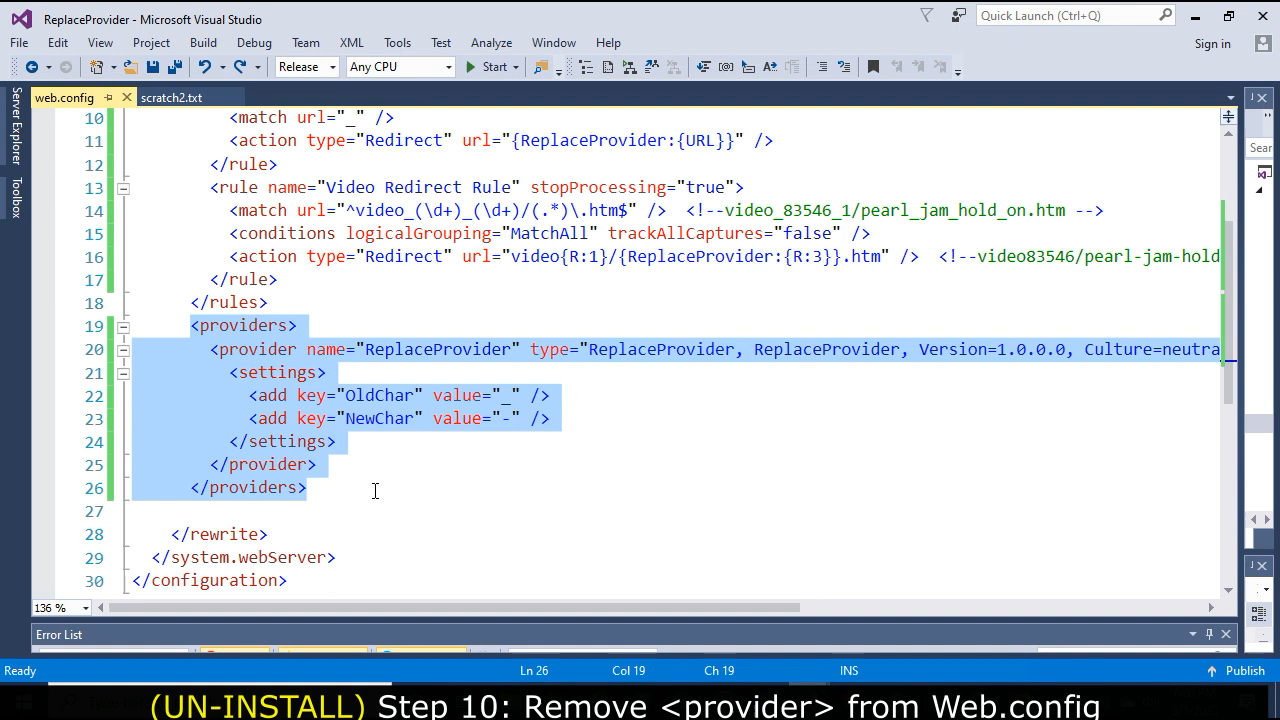 ReplaceProvider - Microsoft Visual Studio
Quick Launch (Ctrl+Q)
File Edit View Project Build Debug Team XML Tools Test Analyze Window Help
Sign in
Release Any CPU Start
web.config scratch2.txt
Server Explorer
Toolbox
Sear
10 <match url="_" />
11 <action type="Redirect" url="{ReplaceProvider:{URL}}" />
12 </rule>
13 <rule name="Video Redirect Rule" stopProcessing="true">
14 <match url="^video_(\d+)_(\d+)/(.*)\.htm$" /> <!--video_83546_1/pearl_jam_hold_on.htm -->
15 <conditions logicalGrouping="MatchAll" trackAllCaptures="false" />
16 <action type="Redirect" url="video{R:1}/{ReplaceProvider:{R:3}}.htm" /> <!--video83546/pearl-jam-hold
17 </rule>
18 </rules>
19 <providers>
20 <provider name="ReplaceProvider" type="ReplaceProvider, ReplaceProvider, Version=1.0.0.0, Culture=neutra
21 <settings>
22 <add key="OldChar" value="_" />
23 <add key="NewChar" value="-" />
24 </settings>
25 </provider>
26 </providers>
27
28 </rewrite>
29 </system.webServer>
30 </configuration>
136 %
Error List
Ready Ln 26 Col 19 Ch 19 INS Publish
(UN-INSTALL) Step 10: Remove <provider> from Web.config